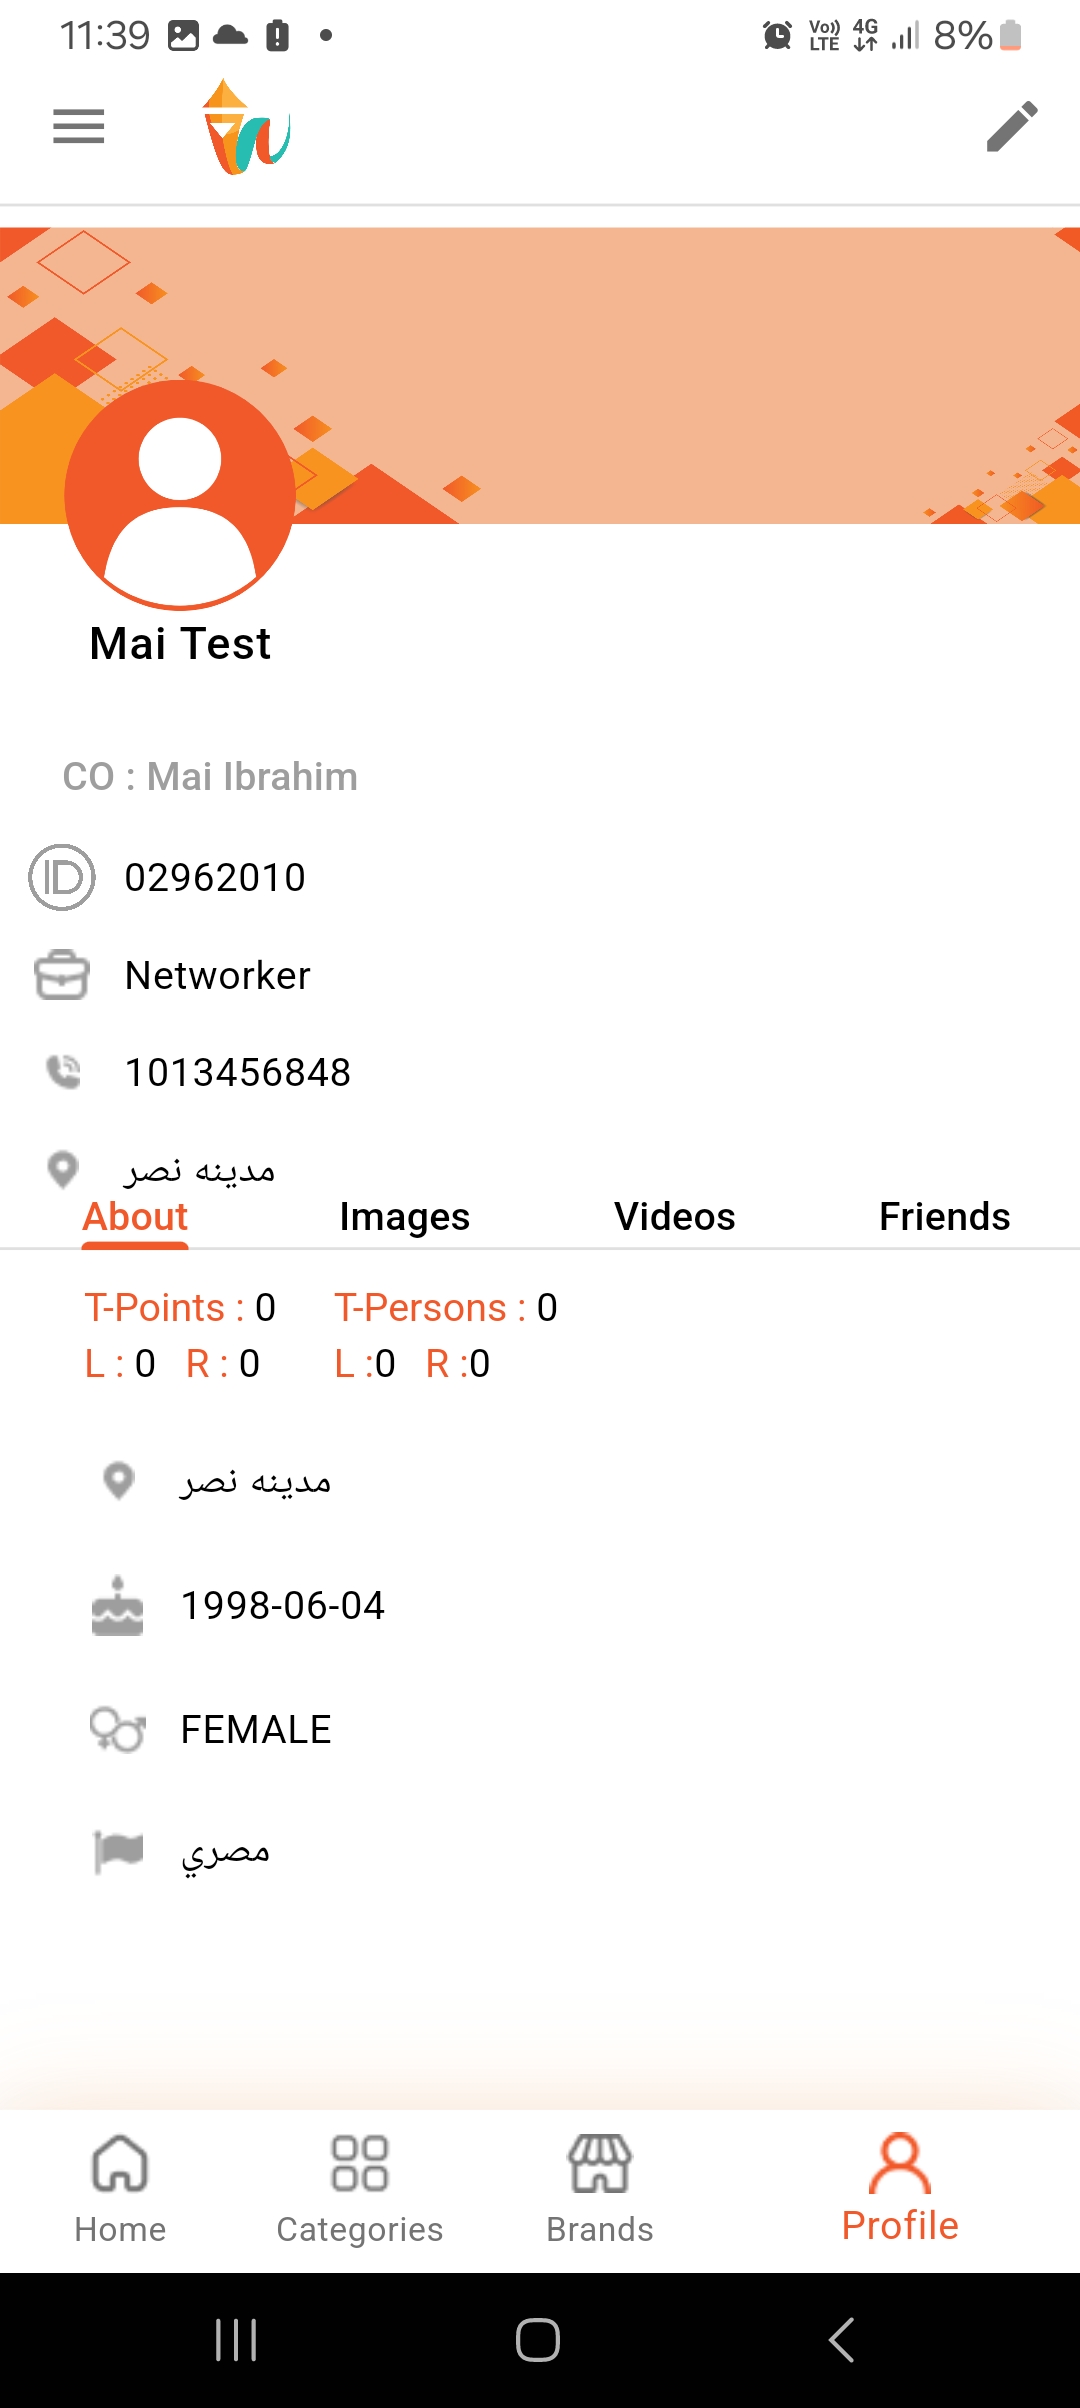 11:39 Vo)) LTE 4G 8%
Mai Test
CO : Mai Ibrahim
ID 02962010
Networker
1013456848
مدينه نصر
About Images Videos Friends
T-Points : 0 T-Persons : 0
L : 0 R : 0 L :0 R :0
مدينه نصر
1998-06-04
FEMALE
مصري
Home Categories Brands Profile